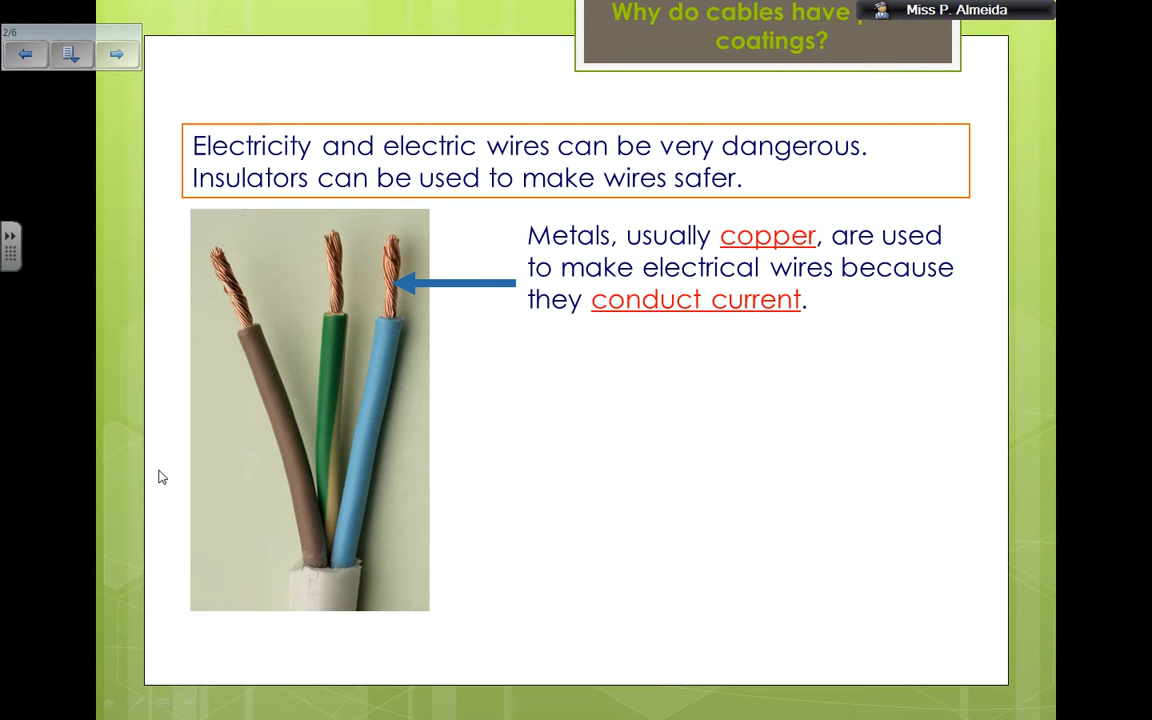 2/6
Miss P. Almeida
Why do cables have
coatings?
Electricity and electric wires can be very dangerous.
Insulators can be used to make wires safer.
Metals, usually copper, are used
to make electrical wires because
they conduct current.